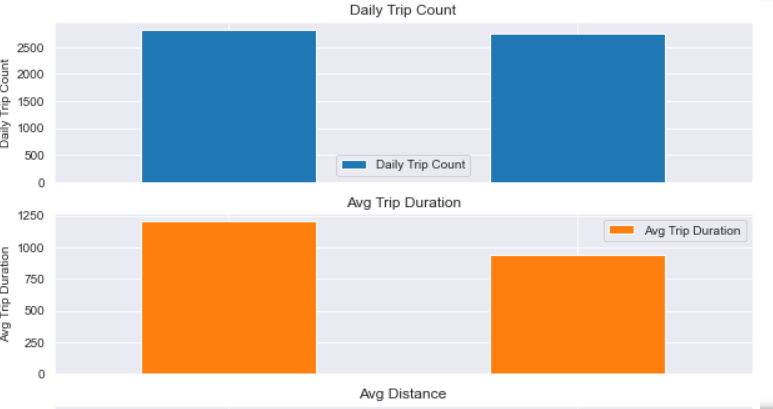 Daily Trip Count
2500
2000
1500
1000
500
0
Daily Trip Count
Daily Trip Count
Avg Trip Duration
1250
1000
750
500
250
0
Avg Trip Duration
Avg Trip Duration
Avg Distance